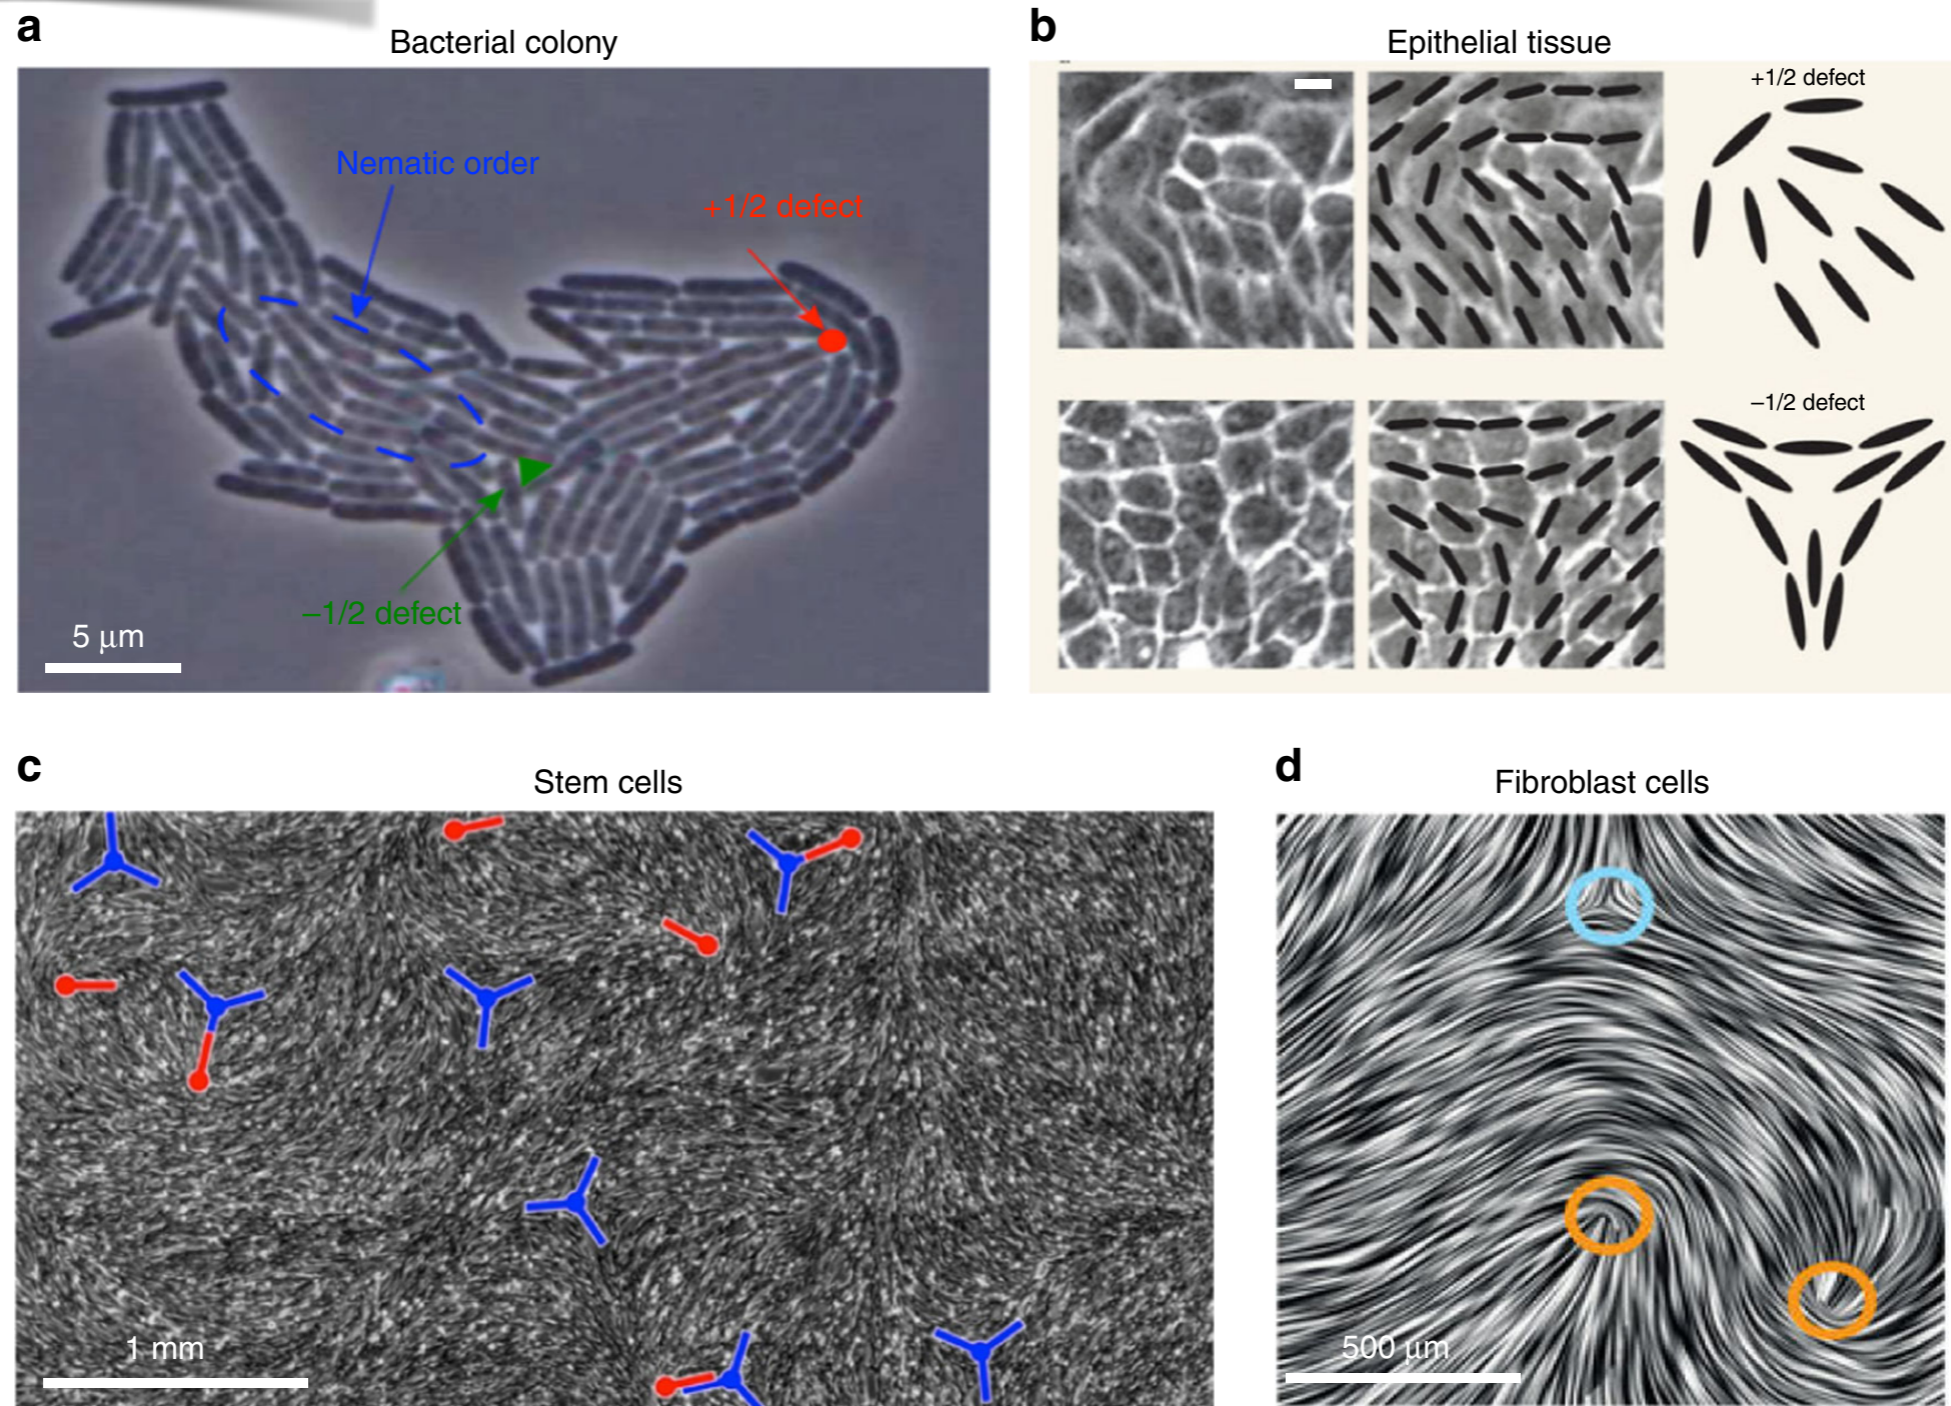 a
Bacterial colony
Nematic order
+1/2 defect
–1/2 defect
5 µm
b
Epithelial tissue
+1/2 defect
–1/2 defect
c
Stem cells
1 mm
d
Fibroblast cells
500 µm